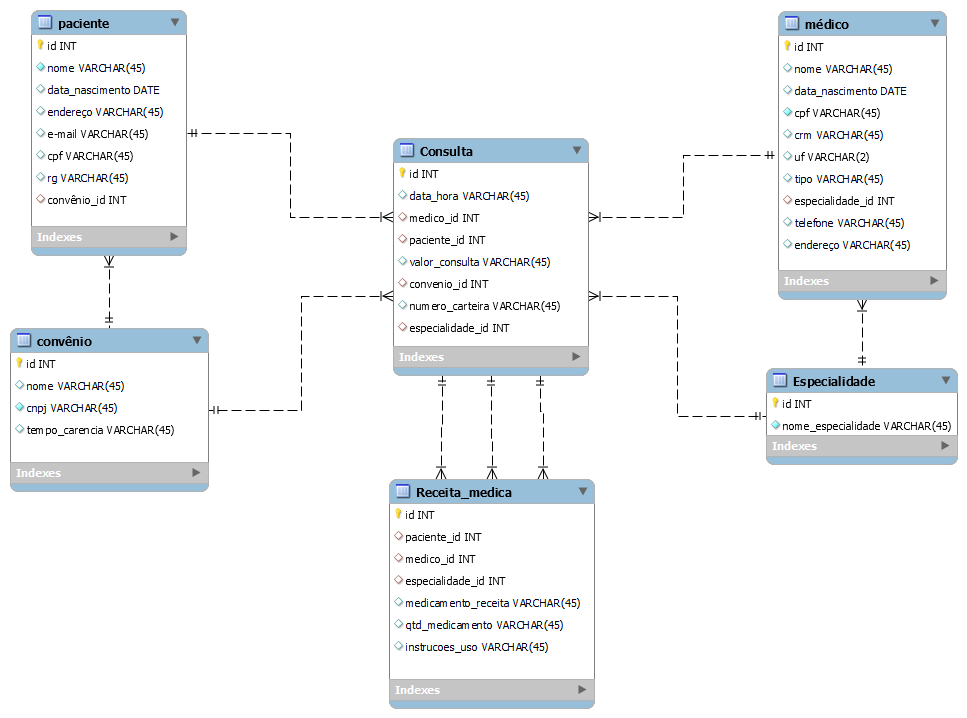 paciente
id INT
nome VARCHAR(45)
data_nascimento DATE
endereço VARCHAR(45)
e-mail VARCHAR(45)
cpf VARCHAR(45)
rg VARCHAR(45)
convênio_id INT
Indexes
médico
id INT
nome VARCHAR(45)
data_nascimento DATE
cpf VARCHAR(45)
crm VARCHAR(45)
uf VARCHAR(2)
tipo VARCHAR(45)
especialidade_id INT
telefone VARCHAR(45)
endereço VARCHAR(45)
Indexes
Consulta
id INT
data_hora VARCHAR(45)
medico_id INT
paciente_id INT
valor_consulta VARCHAR(45)
convenio_id INT
numero_carteira VARCHAR(45)
especialidade_id INT
Indexes
convênio
id INT
nome VARCHAR(45)
cnpj VARCHAR(45)
tempo_carencia VARCHAR(45)
Indexes
Especialidade
id INT
nome_especialidade VARCHAR(45)
Indexes
Receita_medica
id INT
paciente_id INT
medico_id INT
especialidade_id INT
medicamento_receita VARCHAR(45)
qtd_medicamento VARCHAR(45)
instrucoes_uso VARCHAR(45)
Indexes